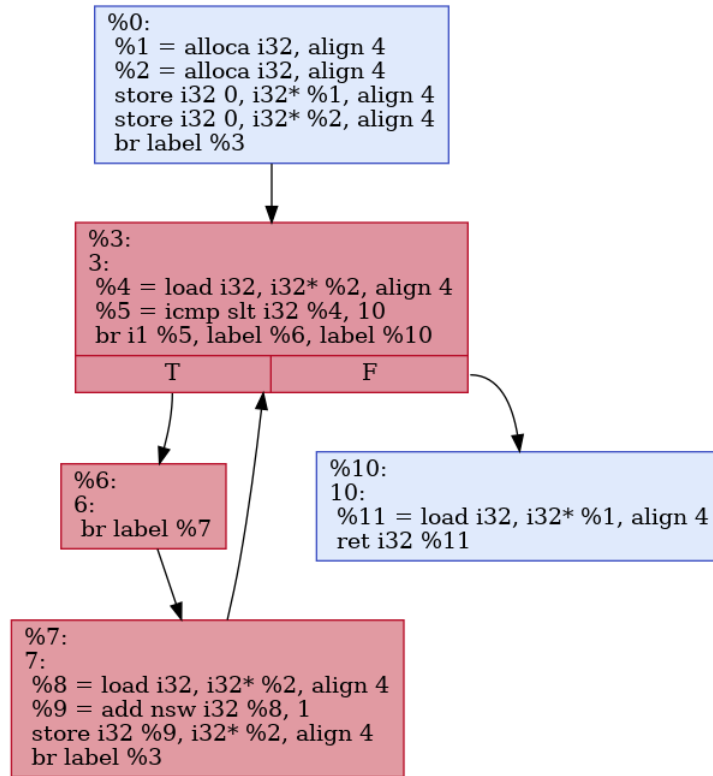 %0:
%1 = alloca i32, align 4
%2 = alloca i32, align 4
store i32 0, i32* %1, align 4
store i32 0, i32* %2, align 4
br label %3
%3:
3:
%4 = load i32, i32* %2, align 4
%5 = icmp slt i32 %4, 10
br i1 %5, label %6, label %10
T
F
%6:
6:
br label %7
%10:
10:
%11 = load i32, i32* %1, align 4
ret i32 %11
%7:
7:
%8 = load i32, i32* %2, align 4
%9 = add nsw i32 %8, 1
store i32 %9, i32* %2, align 4
br label %3